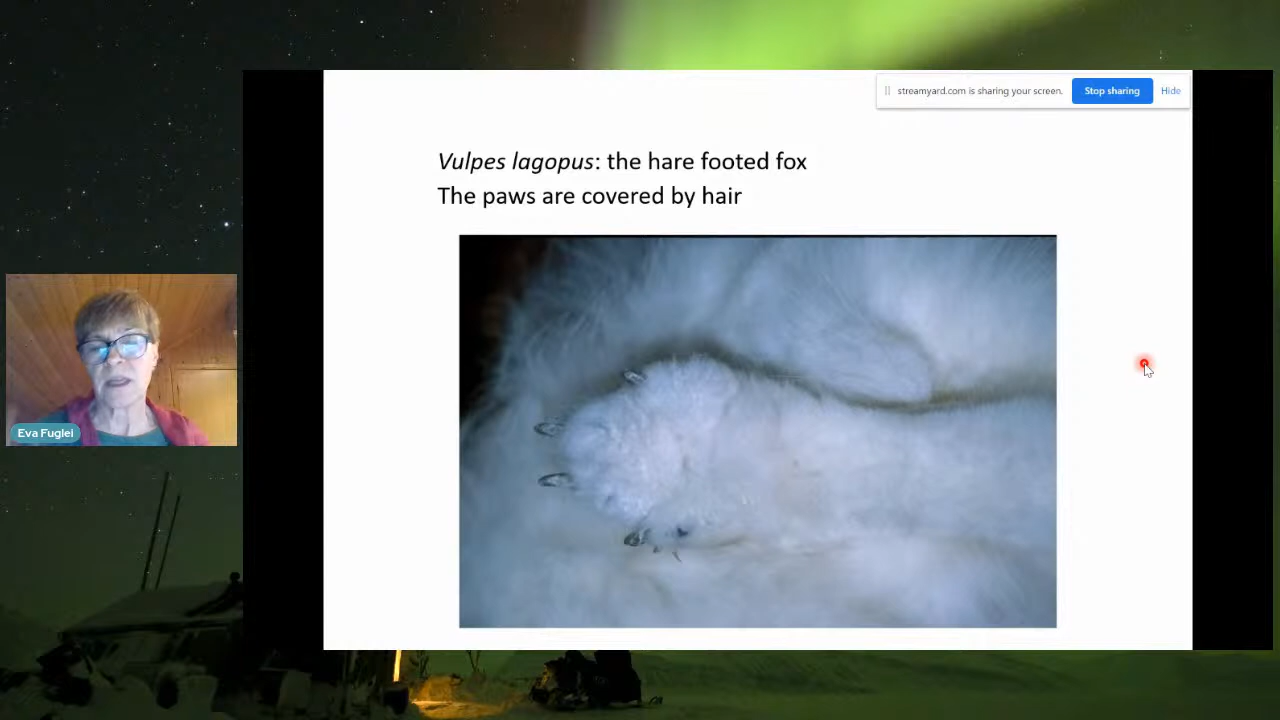 streamyard.com is sharing your screen.
Stop sharing
Hide
Vulpes lagopus: the hare footed fox
The paws are covered by hair
Eva Fuglei